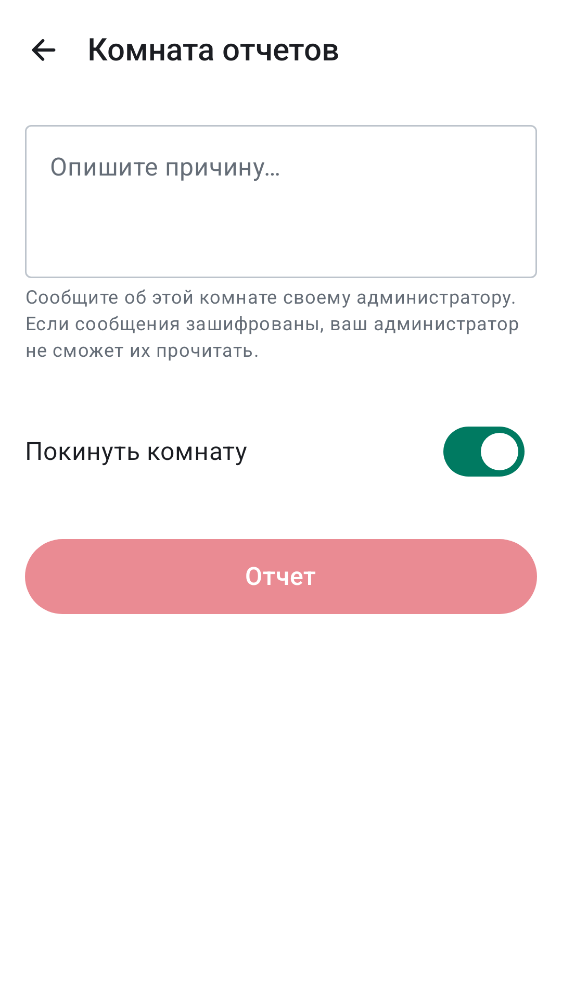 Комната отчетов
Опишите причину...
Сообщите об этой комнате своему администратору.
Если сообщения зашифрованы, ваш администратор
не сможет их прочитать.
Покинуть комнату
Отчет